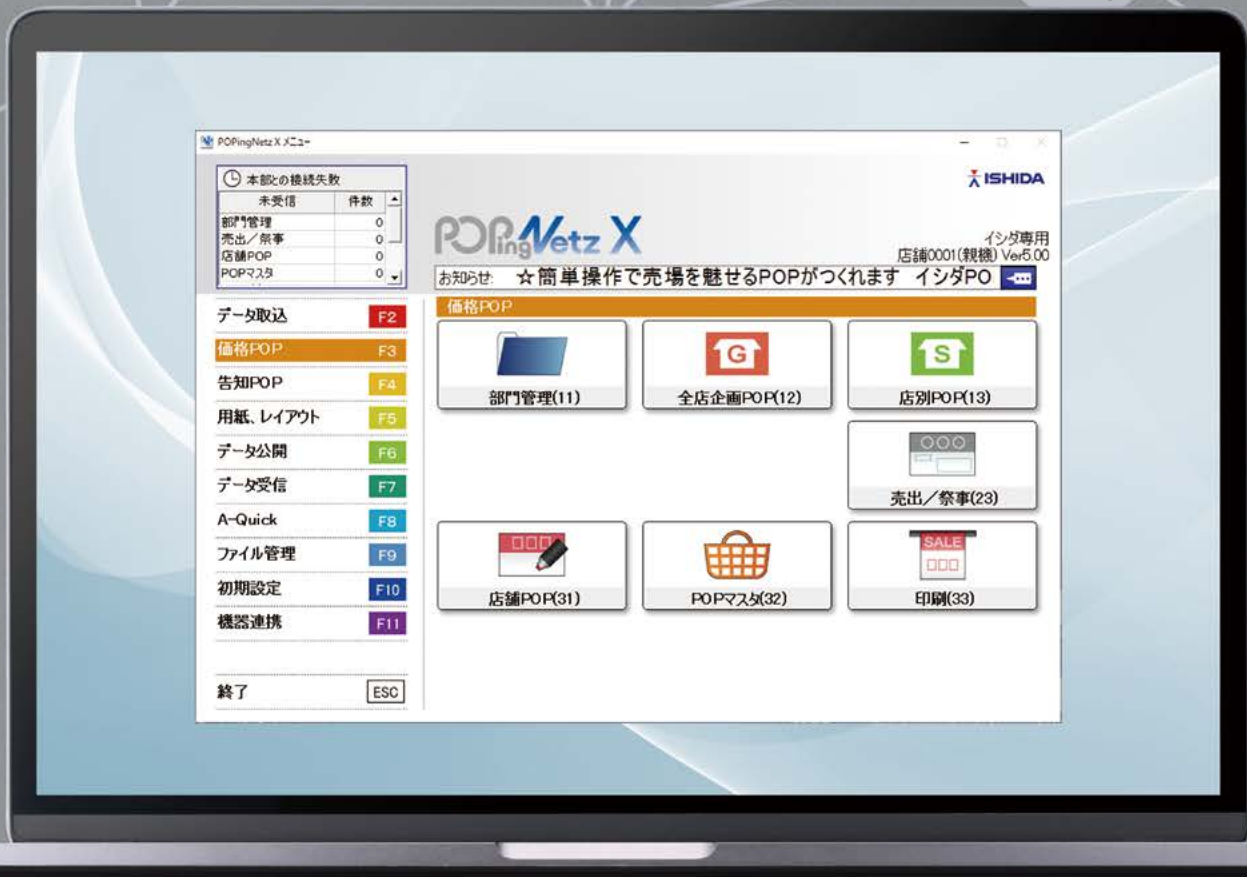 POPingNetz X メニュー
本部との接続失敗
未受信 件数
部門管理 0
売出/祭事 0
店舗POP 0
POPマスタ 0
ISHIDA
POPingNetz X
イシダ専用
店舗0001(親機) Ver5.00
お知らせ: ☆簡単操作で売場を魅せるPOPがつくれます イシダPO
データ取込 F2
価格POP F3
告知POP F4
用紙、レイアウト F5
データ公開 F6
データ受信 F7
A-Quick F8
ファイル管理 F9
初期設定 F10
機器連携 F11
終了 ESC
価格POP
G
S
部門管理(11) 全店企画POP(12) 店別POP(13)
売出/祭事(23)
SALE
店舗POP(31) POPマスタ(32) 印刷(33)